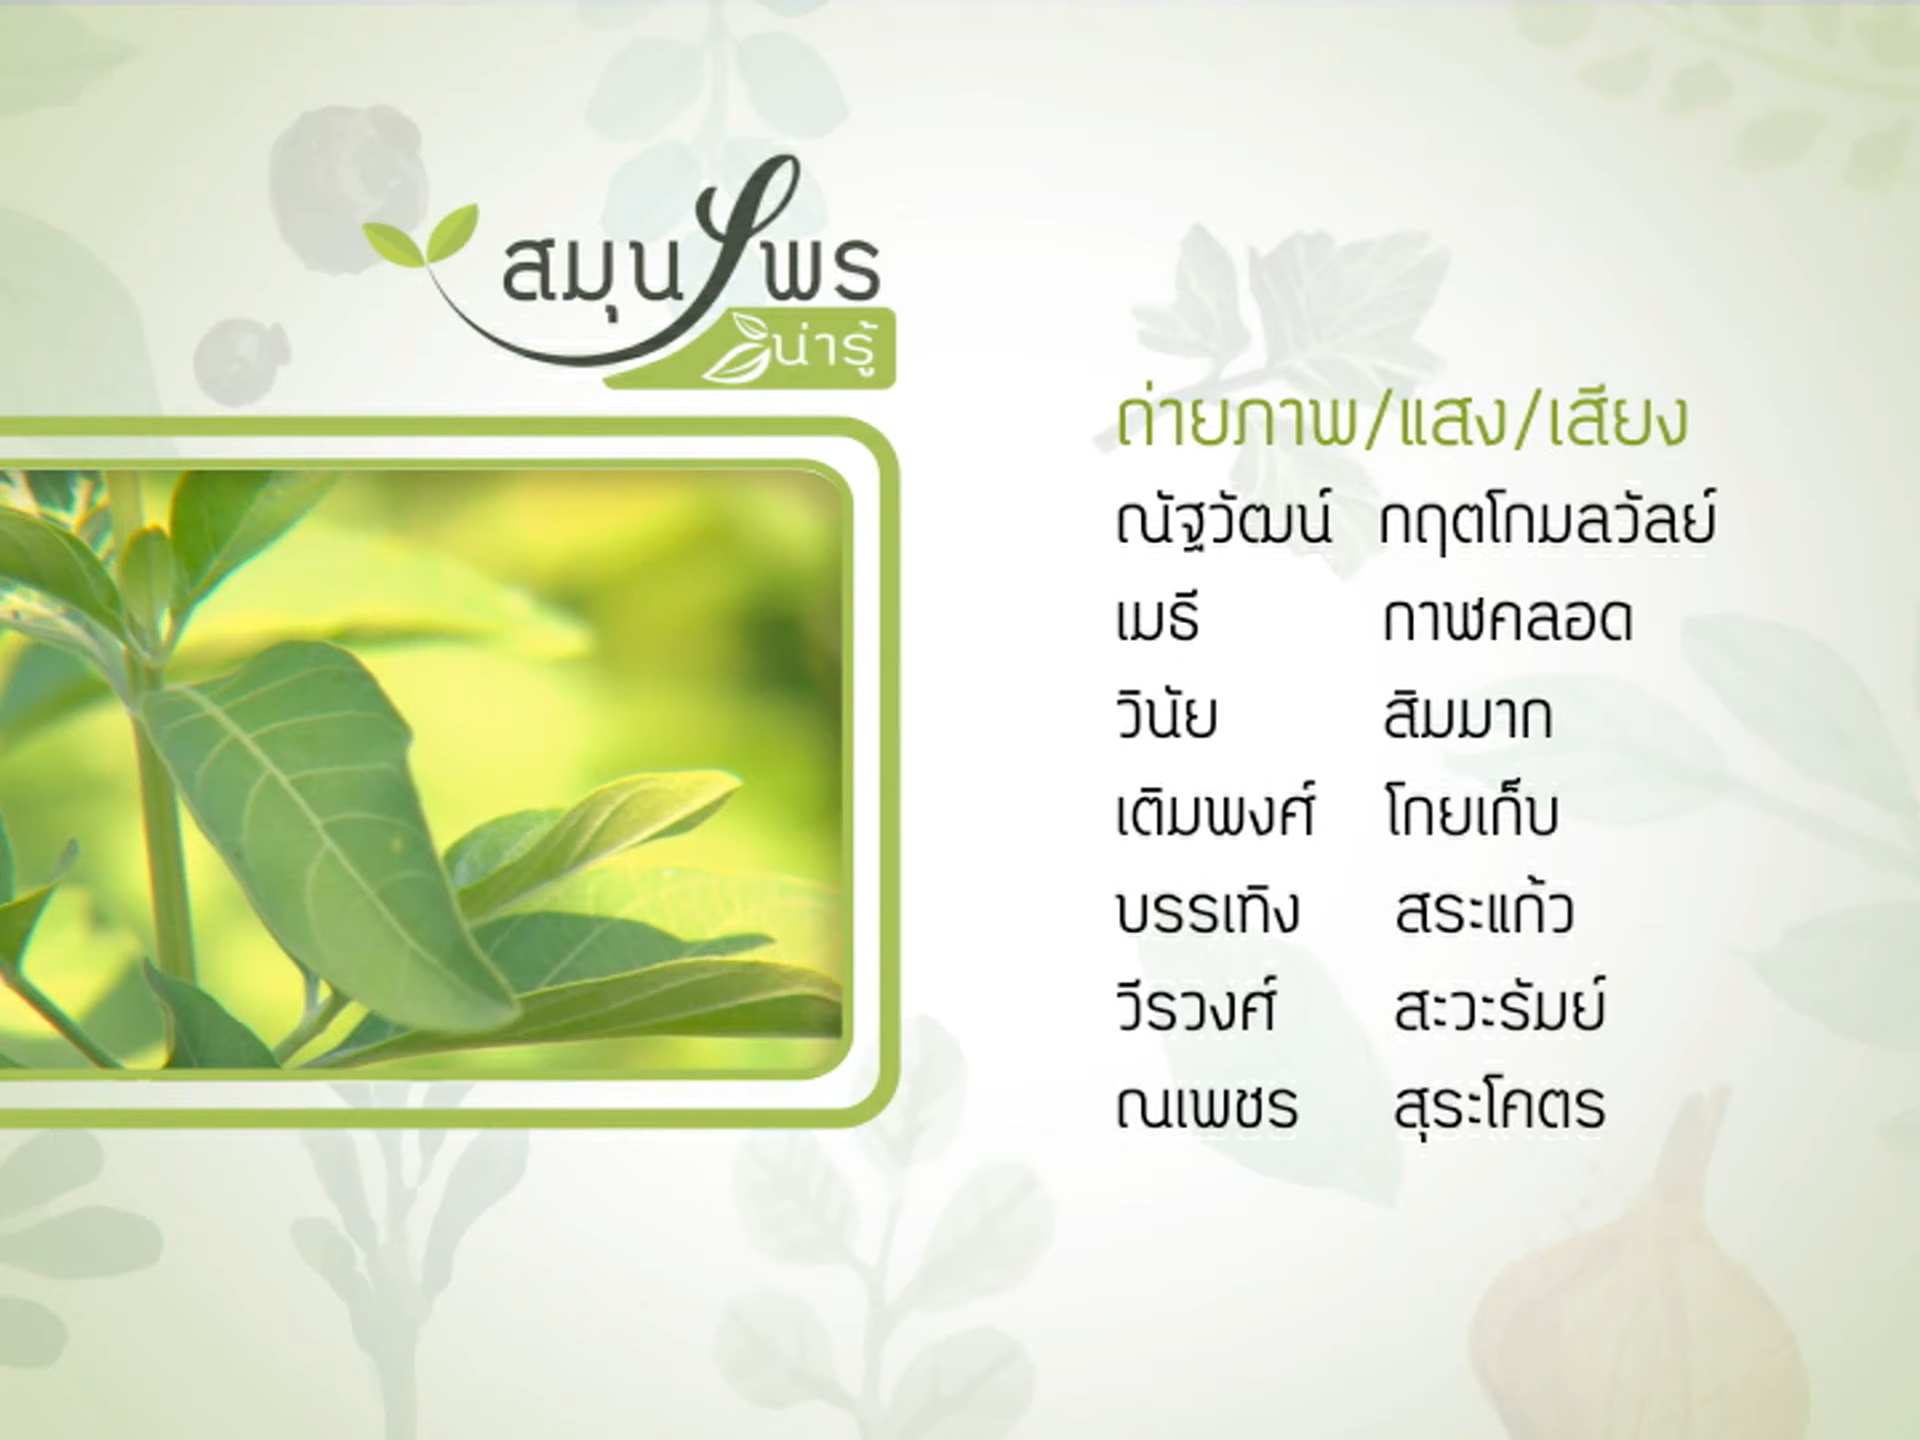 สมุนไพร
น่ารู้
ถ่ายภาพ/แสง/เสียง
ณัฐวัฒน์ กฤตโกมลวัลย์
เมธี กาฬคลอด
วินัย สิมมาก
เติมพงศ์ โกยเก็บ
บรรเทิง สระแก้ว
วีรวงศ์ สะวะรัมย์
ณเพชร สุระโคตร